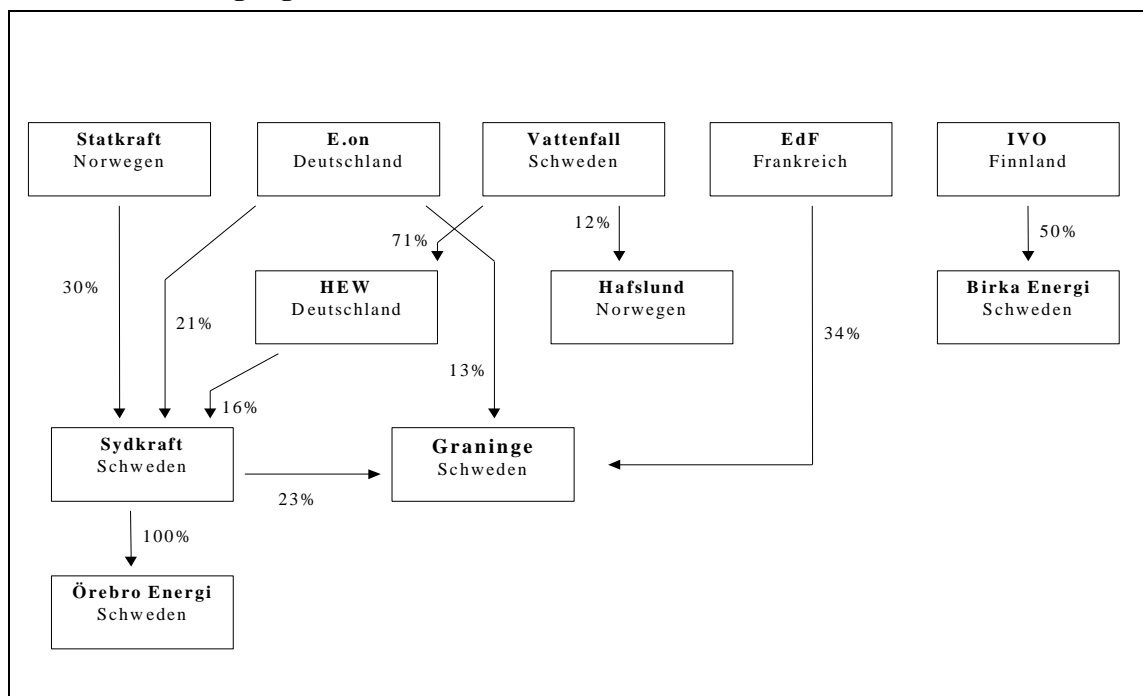 Statkraft
Norwegen
E.on
Deutschland
Vattenfall
Schweden
EdF
Frankreich
IVO
Finnland
12%
50%
71%
30%
HEW
Deutschland
Hafslund
Norwegen
Birka Energi
Schweden
21%
34%
13%
16%
Sydkraft
Schweden
Graninge
Schweden
23%
100%
Örebro Energi
Schweden